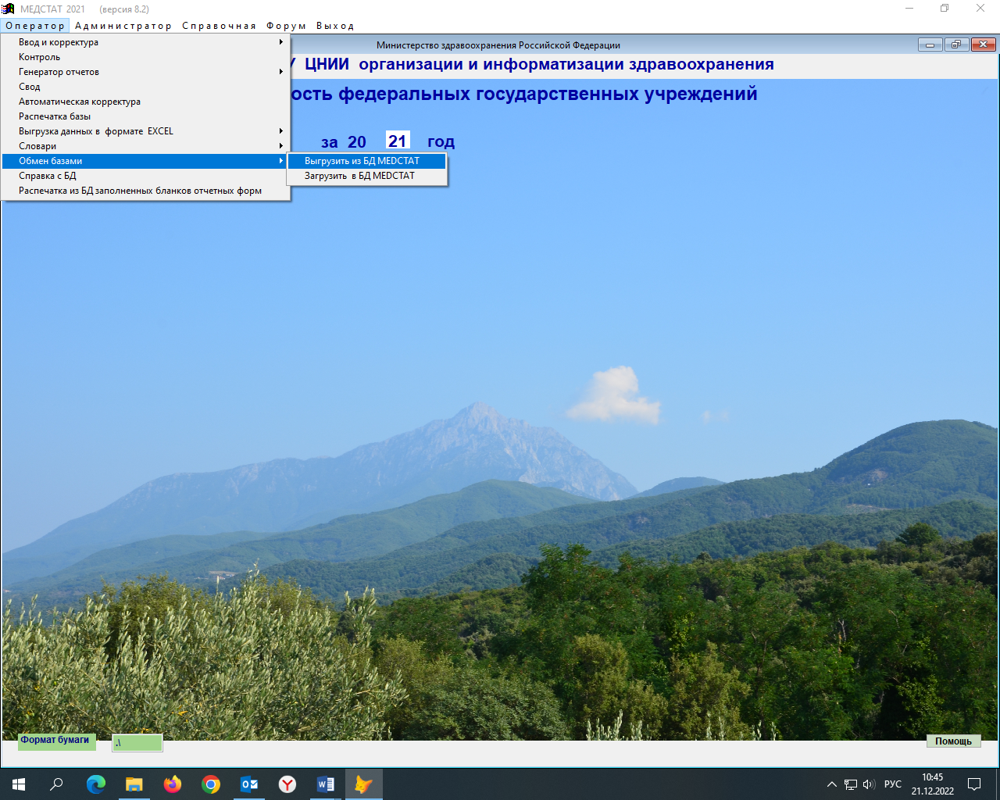 МЕДСТАТ 2021 (версия 8.2)
Оператор Администратор Справочная Форум Выход
Министерство здравоохранения Российской Федерации
ЦНИИ организации и информатизации здравоохранения
ость федеральных государственных учреждений
за 20 21 год
Ввод и корректура
Контроль
Генератор отчетов
Свод
Автоматическая корректура
Распечатка базы
Выгрузка данных в формате EXCEL
Словари
Обмен базами
Справка с БД
Распечатка из БД заполненных бланков отчетных форм
Выгрузить из БД MEDСТАТ
Загрузить в БД MEDСТАТ
Формат бумаги
.\
Помощь
РУС
10:45
21.12.2022